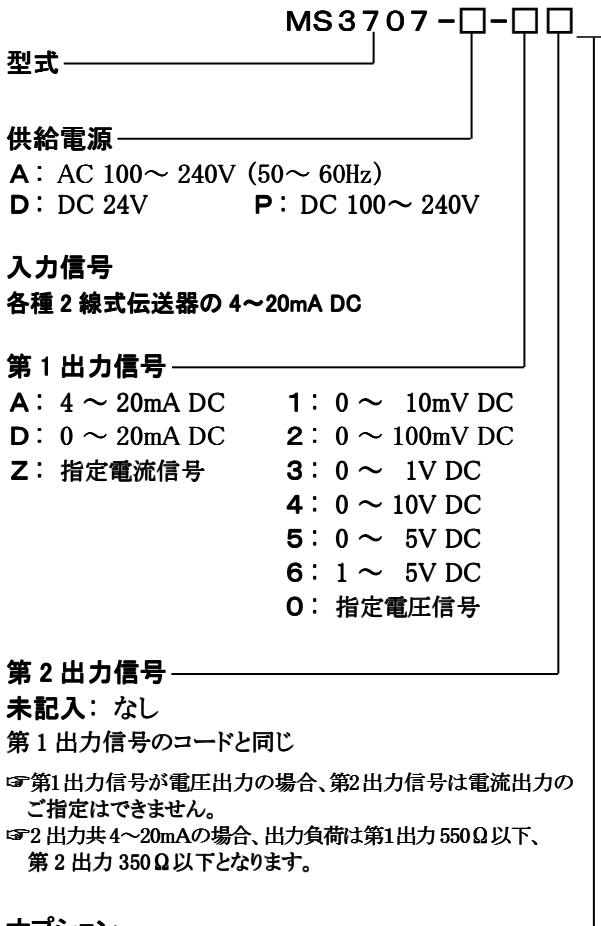 MS3707-□-□□
型式
供給電源
A: AC 100～240V (50～60Hz)
D: DC 24V P: DC 100～240V
入力信号
各種2線式伝送器の 4～20mA DC
第1出力信号
A: 4 ～ 20mA DC 1: 0 ～ 10mV DC
D: 0 ～ 20mA DC 2: 0 ～ 100mV DC
Z: 指定電流信号 3: 0 ～ 1V DC
4: 0 ～ 10V DC
5: 0 ～ 5V DC
6: 1 ～ 5V DC
0: 指定電圧信号
第2出力信号
未記入: なし
第1出力信号のコードと同じ
☞第1出力信号が電圧出力の場合、第2出力信号は電流出力の
ご指定はできません。
☞2出力共4～20mAの場合、出力負荷は第1出力550Ω以下、
第2出力350Ω以下となります。
オプション